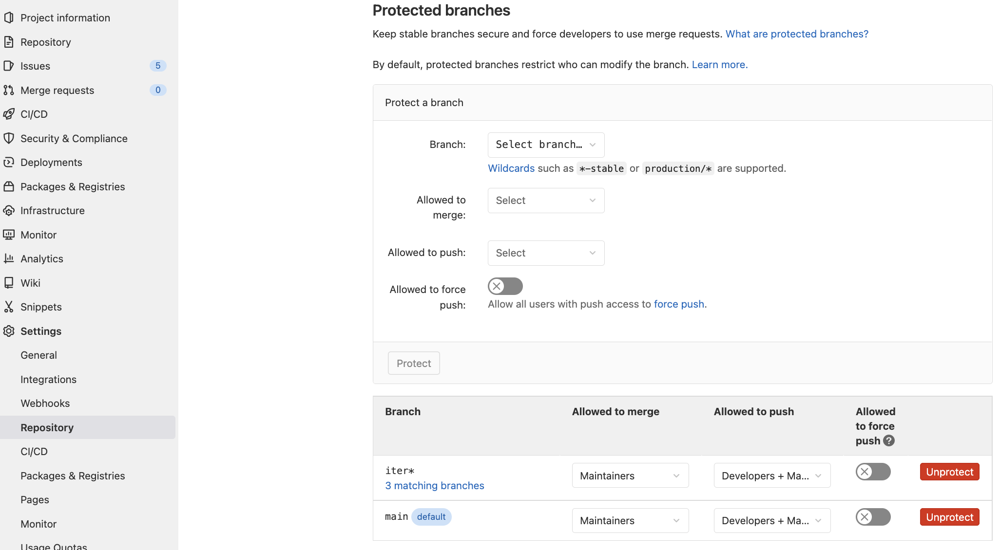 Project information
Repository
Issues 5
Merge requests 0
CI/CD
Security & Compliance
Deployments
Packages & Registries
Infrastructure
Monitor
Analytics
Wiki
Snippets
Settings
General
Integrations
Webhooks
Repository
CI/CD
Packages & Registries
Pages
Monitor
Usage Quotas
Protected branches
Keep stable branches secure and force developers to use merge requests. What are protected branches?
By default, protected branches restrict who can modify the branch. Learn more.
Protect a branch
Branch: Select branch…
Wildcards such as *-stable or production/* are supported.
Allowed to
merge: Select
Allowed to push: Select
Allowed to force
push: Allow all users with push access to force push.
Protect
Branch Allowed to merge Allowed to push Allowed
to force
push ?
iter* Maintainers Developers + Ma... Unprotect
3 matching branches
main default Maintainers Developers + Ma... Unprotect